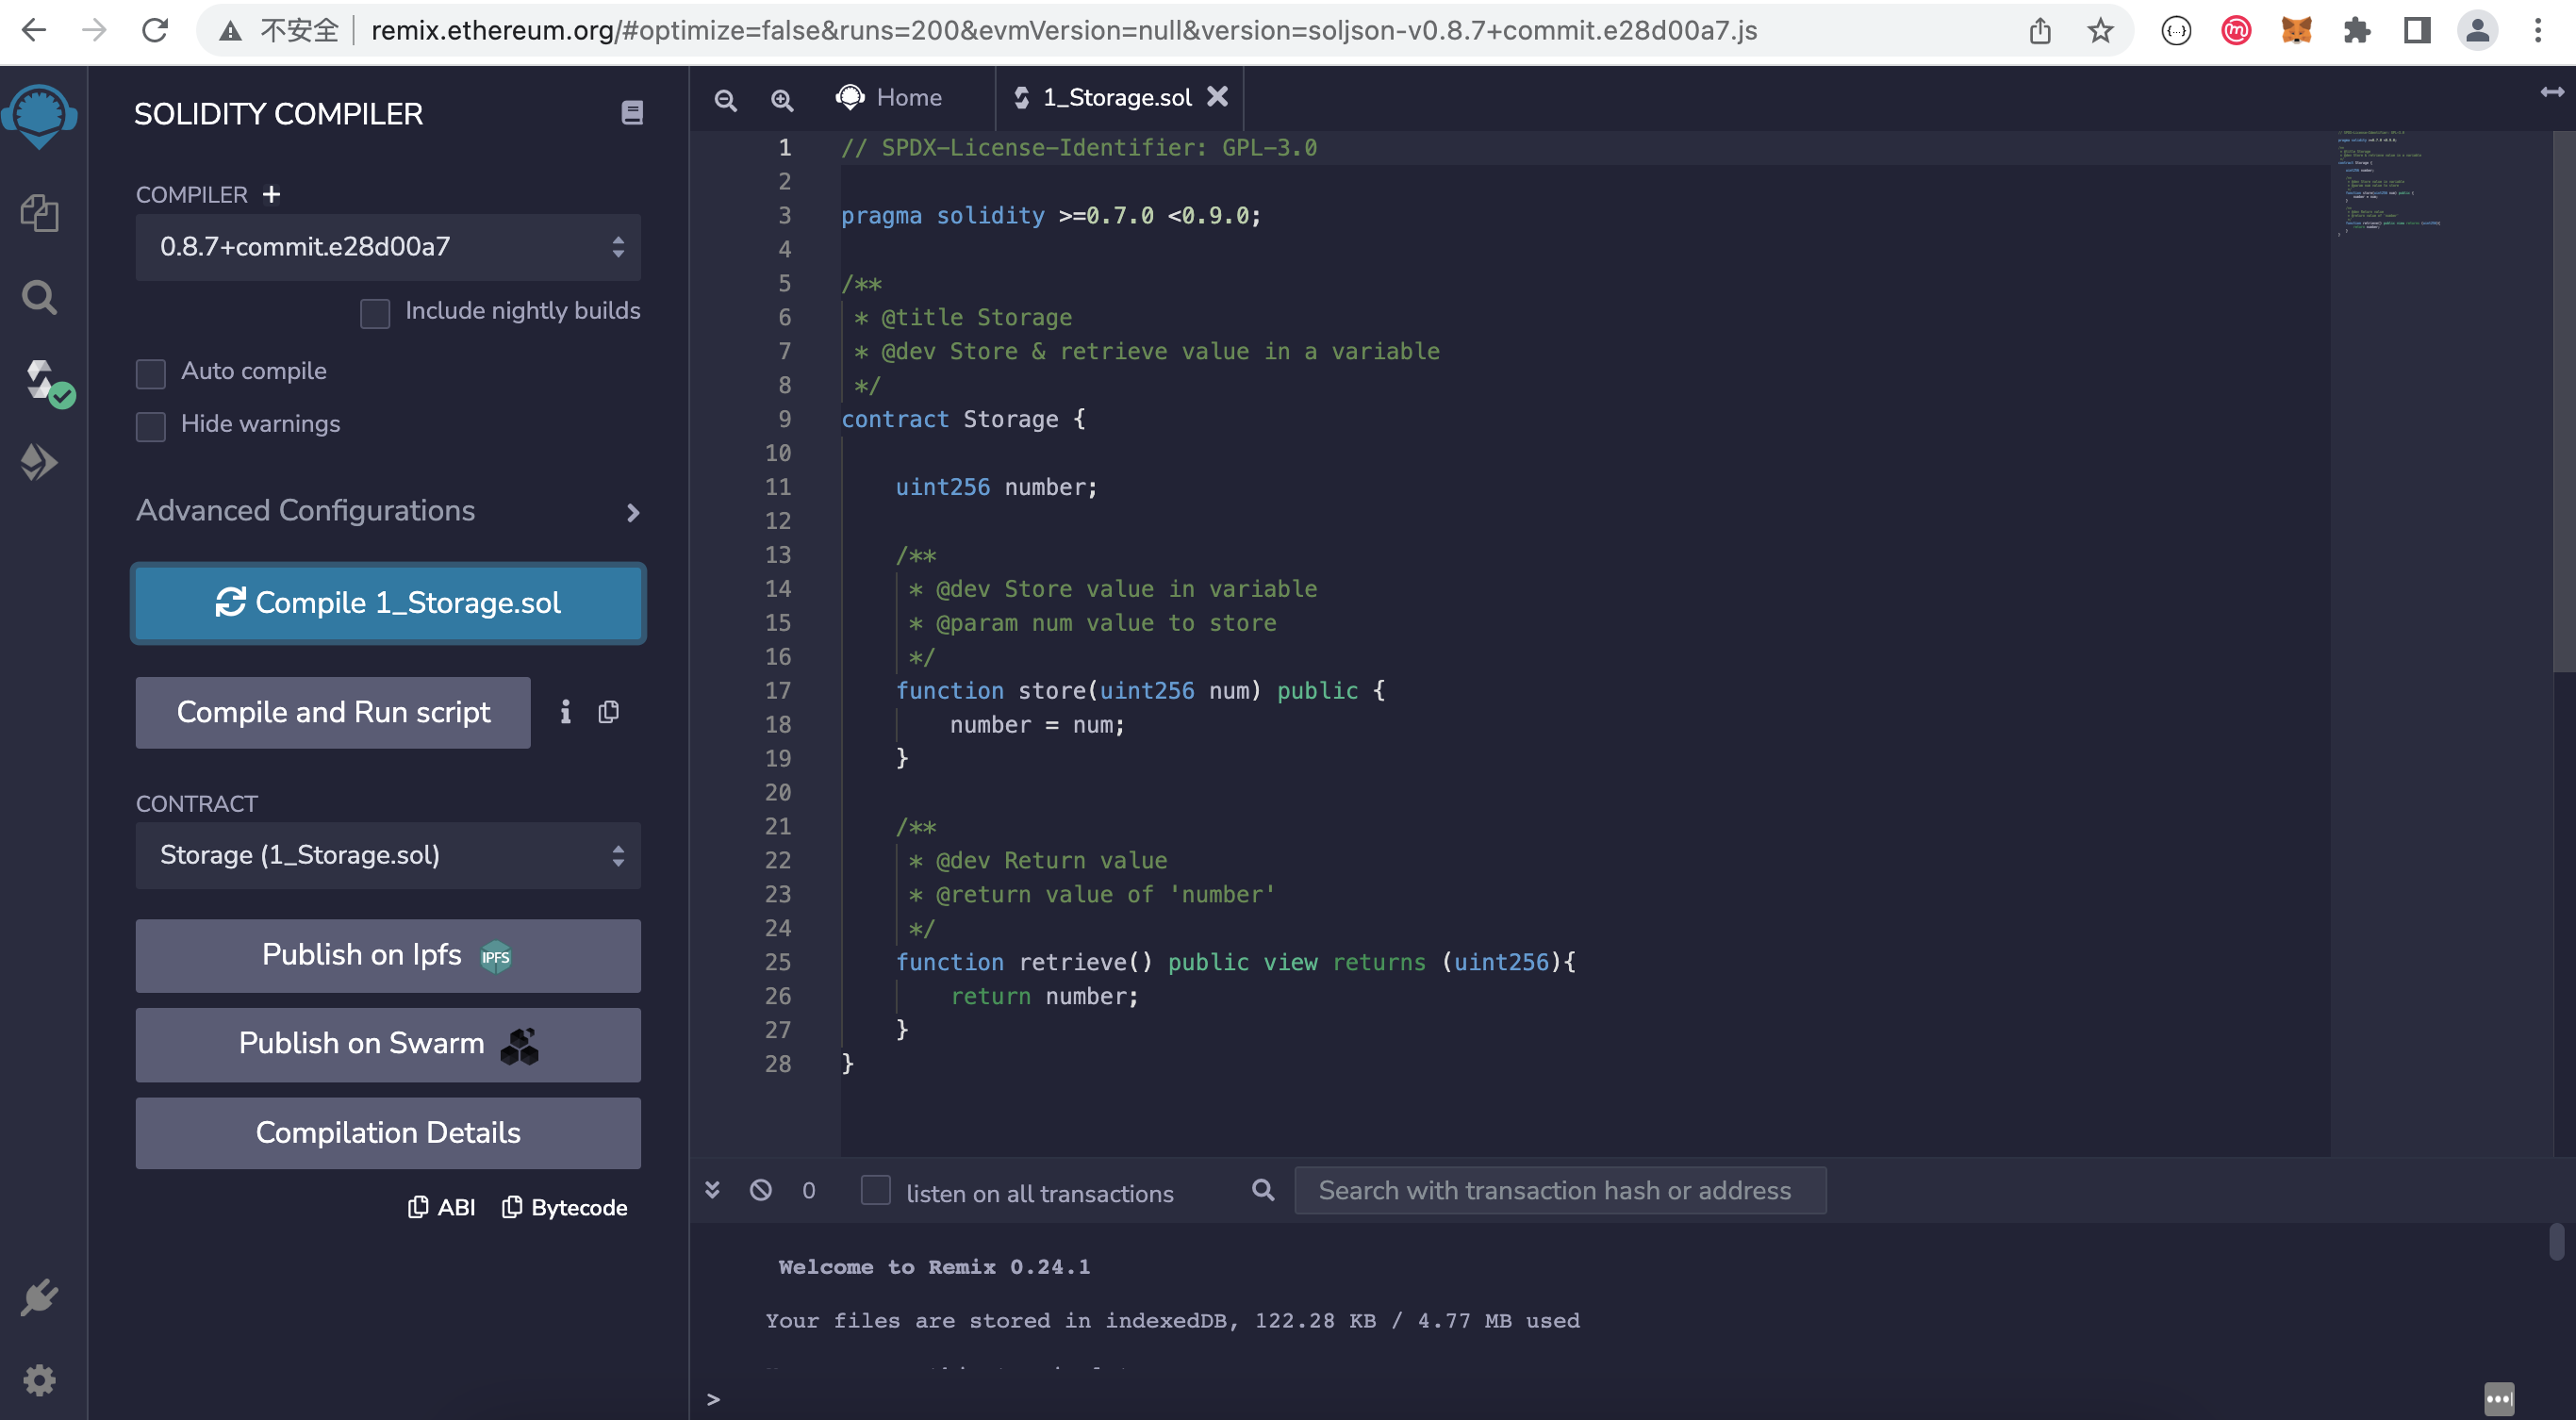 不安全 remix.ethereum.org/#optimize=false&runs=200&evmVersion=null&version=soljson-v0.8.7+commit.e28d00a7.js
SOLIDITY COMPILER
COMPILER +
0.8.7+commit.e28d00a7
Include nightly builds
Auto compile
Hide warnings
Advanced Configurations
Compile 1_Storage.sol
Compile and Run script
CONTRACT
Storage (1_Storage.sol)
Publish on Ipfs IPFS
Publish on Swarm
Compilation Details
ABI Bytecode
Home 1_Storage.sol
1 // SPDX-License-Identifier: GPL-3.0
2
3 pragma solidity >=0.7.0 <0.9.0;
4
5 /**
6 * @title Storage
7 * @dev Store & retrieve value in a variable
8 */
9 contract Storage {
10
11 uint256 number;
12
13 /**
14 * @dev Store value in variable
15 * @param num value to store
16 */
17 function store(uint256 num) public {
18 number = num;
19 }
20
21 /**
22 * @dev Return value
23 * @return value of 'number'
24 */
25 function retrieve() public view returns (uint256){
26 return number;
27 }
28 }
0 listen on all transactions Search with transaction hash or address
Welcome to Remix 0.24.1
Your files are stored in indexedDB, 122.28 KB / 4.77 MB used
>